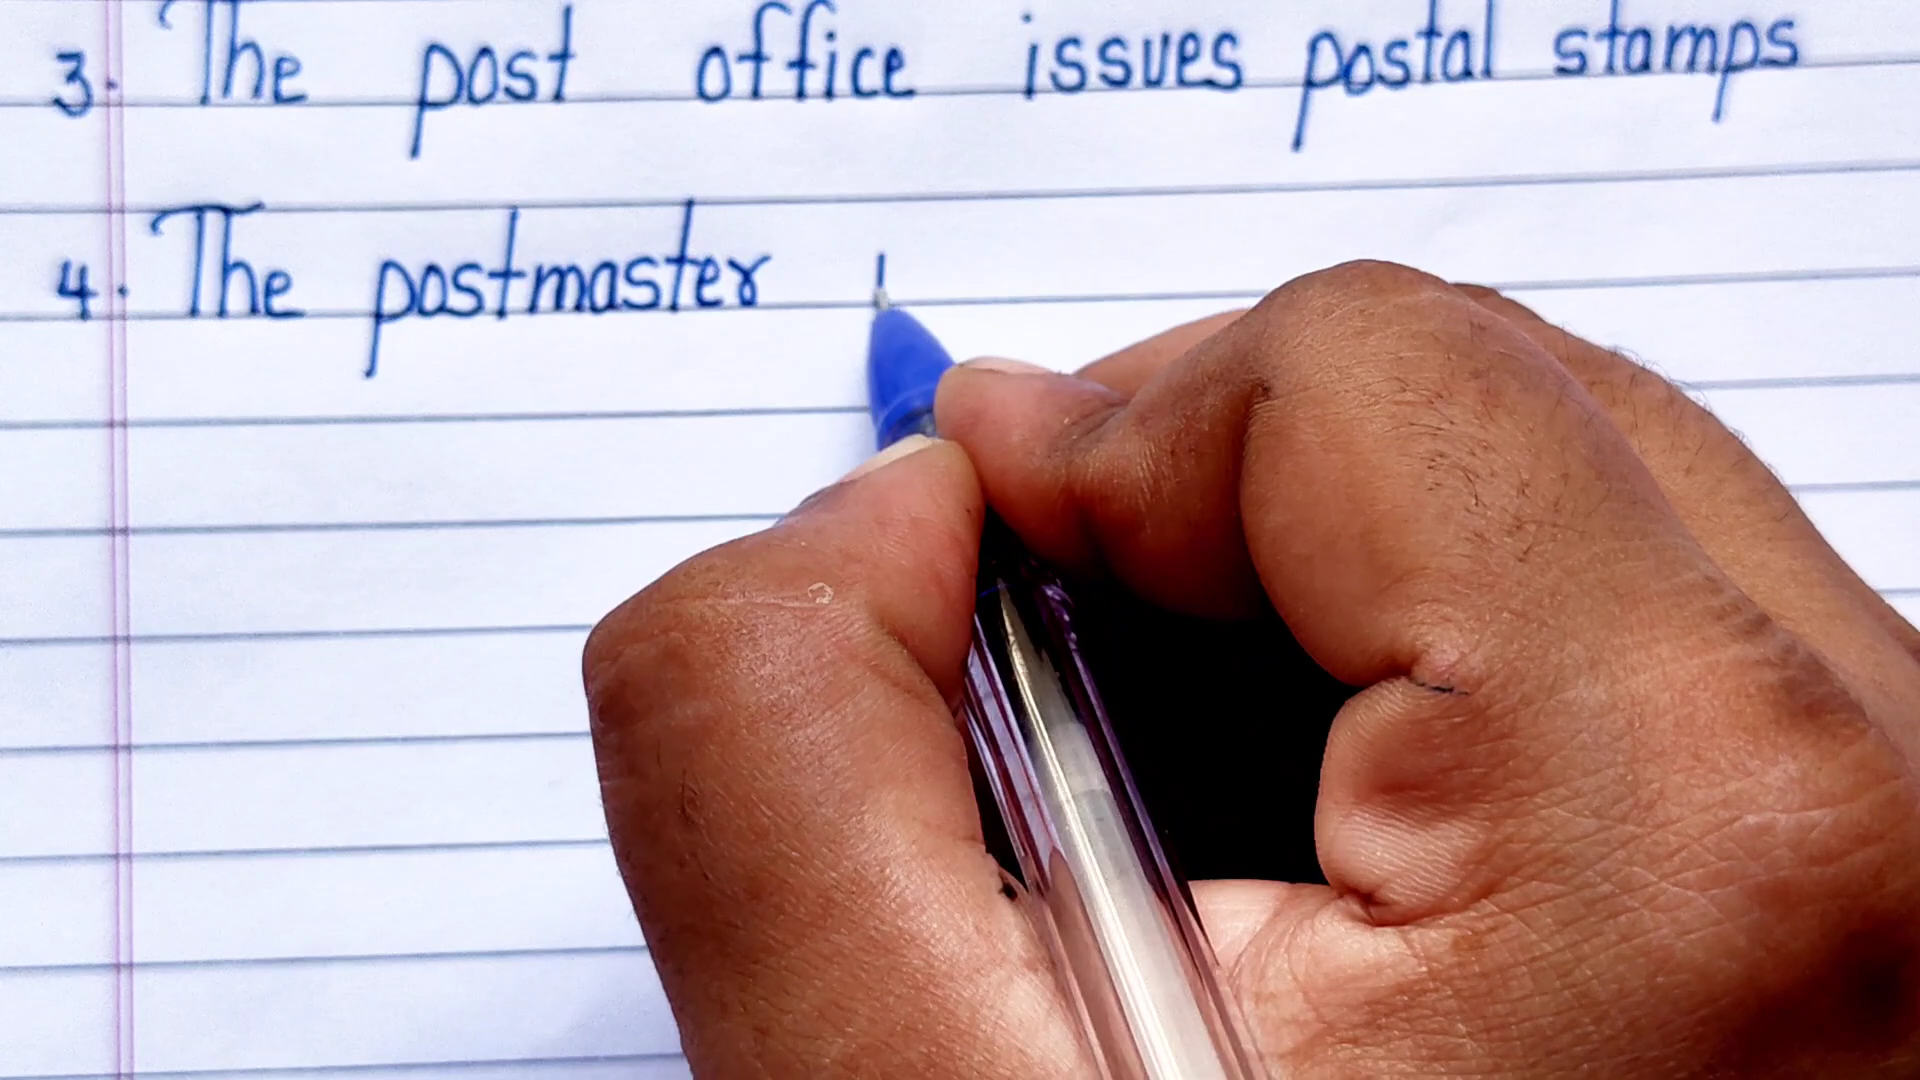 3. The post office issues postal stamps
4. The postmaster